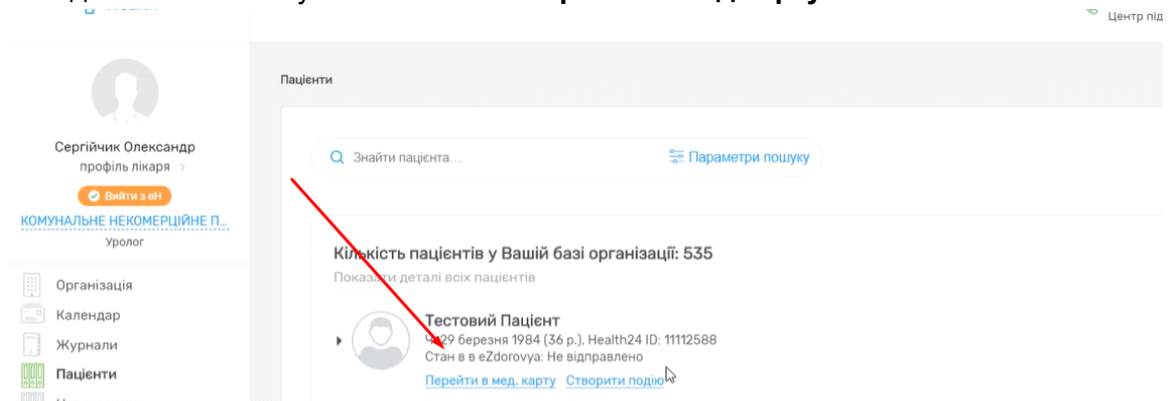 Центр під
Пацієнти
Сергійчик Олександр
профіль лікаря
Знайти пацієнта...
Параметри пошуку
Вийти з еН
КОМУНАЛЬНЕ НЕКОМЕРЦІЙНЕ П...
Уролог
Кількість пацієнтів у Вашій базі організації: 535
Показати деталі всіх пацієнтів
Організація
Календар
Журнали
Пацієнти
Тестовий Пацієнт
29 березня 1984 (36 р.), Health24 ID: 11112588
Стан в в eZdorovya: Не відправлено
Перейти в мед. карту Створити подію